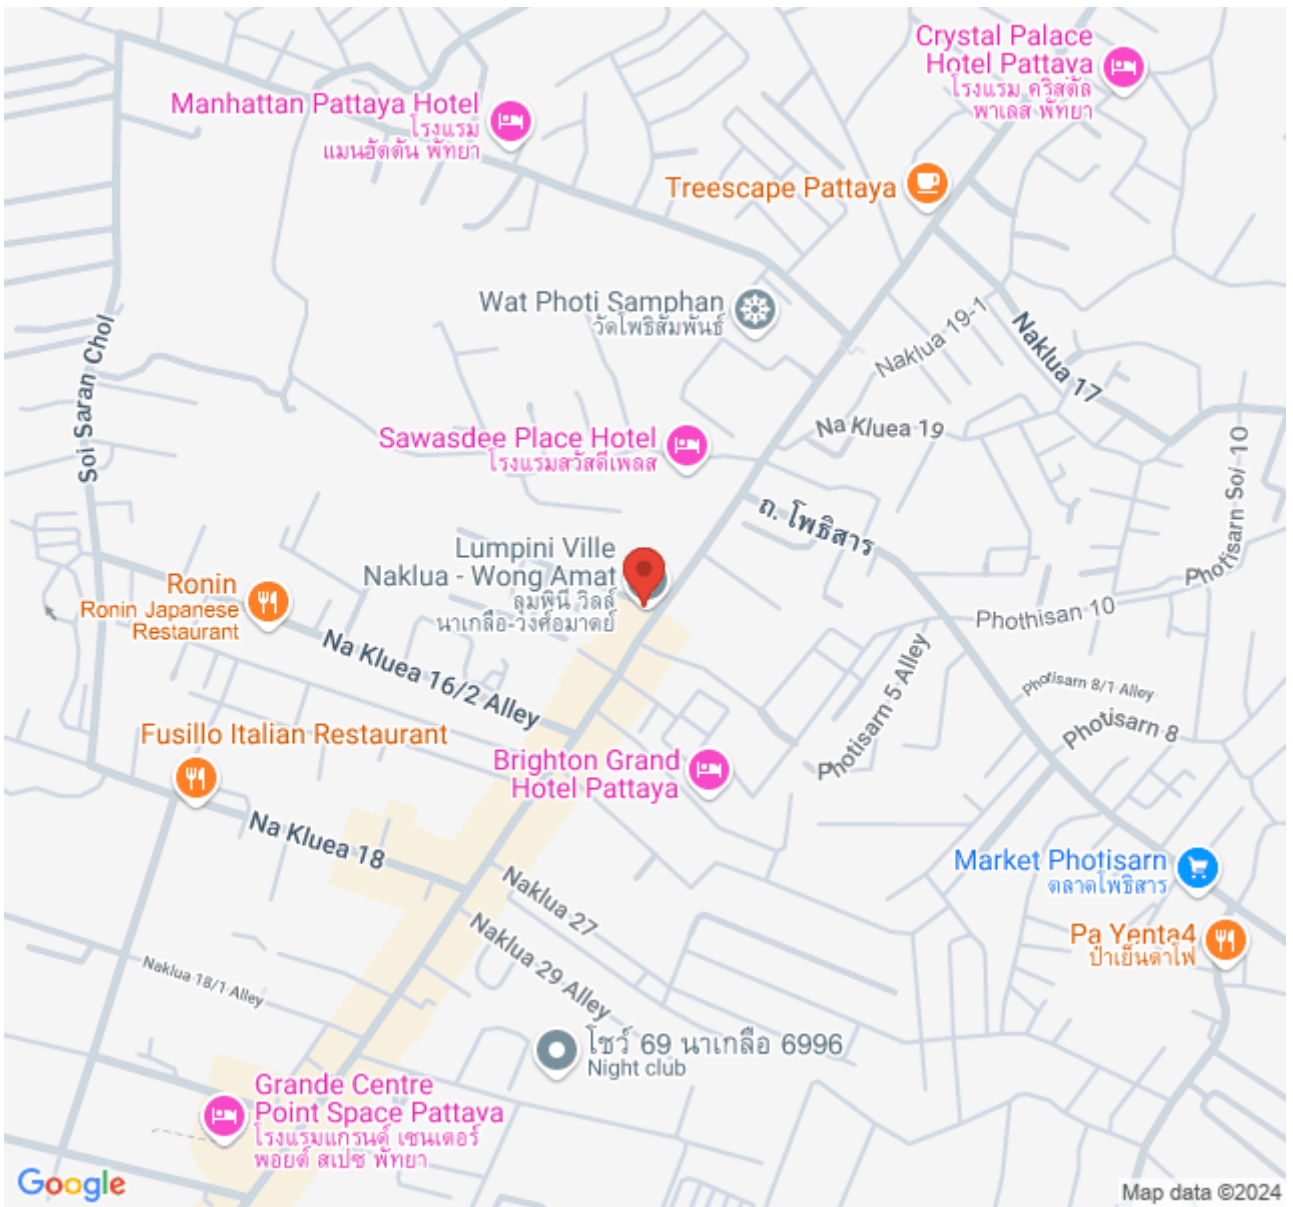 Crystal Palace
Hotel Pattaya
โรงแรม คริสตัล
พาเลส พัทยา
Manhattan Pattaya Hotel
โรงแรม
แมนฮัตตัน พัทยา
Treescape Pattaya
Wat Photi Samphan
วัดโพธิสัมพันธ์
Naklua 19-1
Naklua 17
Soi Saran Chol
Na Kluea 19
Sawasdee Place Hotel
โรงแรมสวัสดีเพลส
Photisarn Soi 10
ถ. โพธิสาร
Lumpini Ville
Naklua - Wong Amat
ลุมพินี วิลล์
นาเกลือ-วงศ์อมาตย์
Ronin
Ronin Japanese
Restaurant
Phothisan 10
Na Kluea 16/2 Alley
Photisarn 5 Alley
Photisarn 8/1 Alley
Photisarn 8
Fusillo Italian Restaurant
Brighton Grand
Hotel Pattaya
Na Kluea 18
Market Photisarn
ตลาดโพธิสาร
Naklua 27
Naklua 29 Alley
Pa Yenta4
ป้าเย็นตาโฟ
Naklua 18/1 Alley
โชว์ 69 นาเกลือ 6996
Night club
Grande Centre
Point Space Pattaya
โรงแรมแกรนด์ เซนเตอร์
พอยต์ สเปซ พัทยา
Google
Map data ©2024